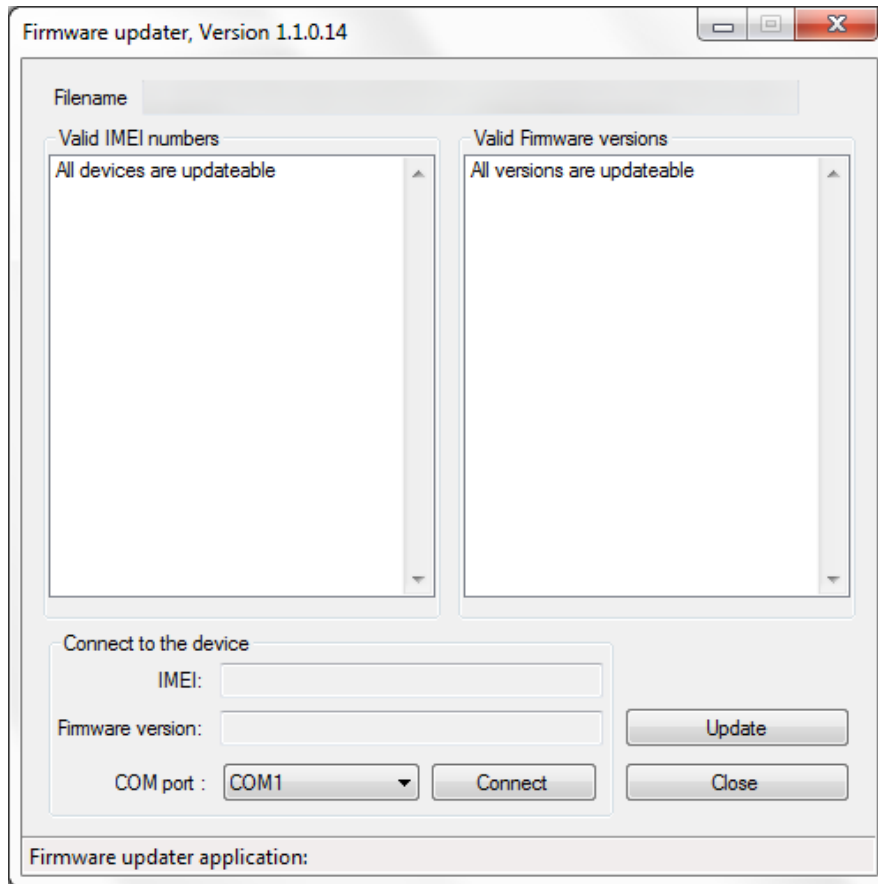 Firmware updater, Version 1.1.0.14
Filename
Valid IMEI numbers
All devices are updateable
Valid Firmware versions
All versions are updateable
Connect to the device
IMEI:
Firmware version:
Update
COM port :
COM1
Connect
Close
Firmware updater application: